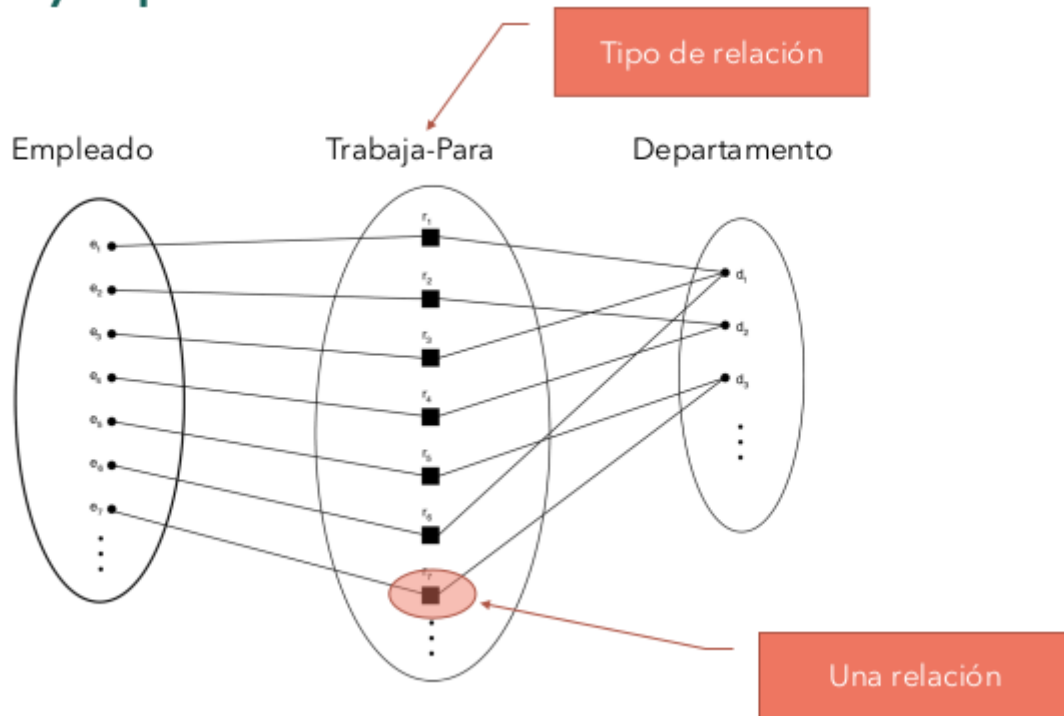 Tipo de relación
Empleado
Trabaja-Para
Departamento
e₁
e₂
e₃
e₄
e₅
e₆
e₇
r₁
r₂
r₃
r₄
r₅
r₆
r₇
d₁
d₂
d₃
Una relación